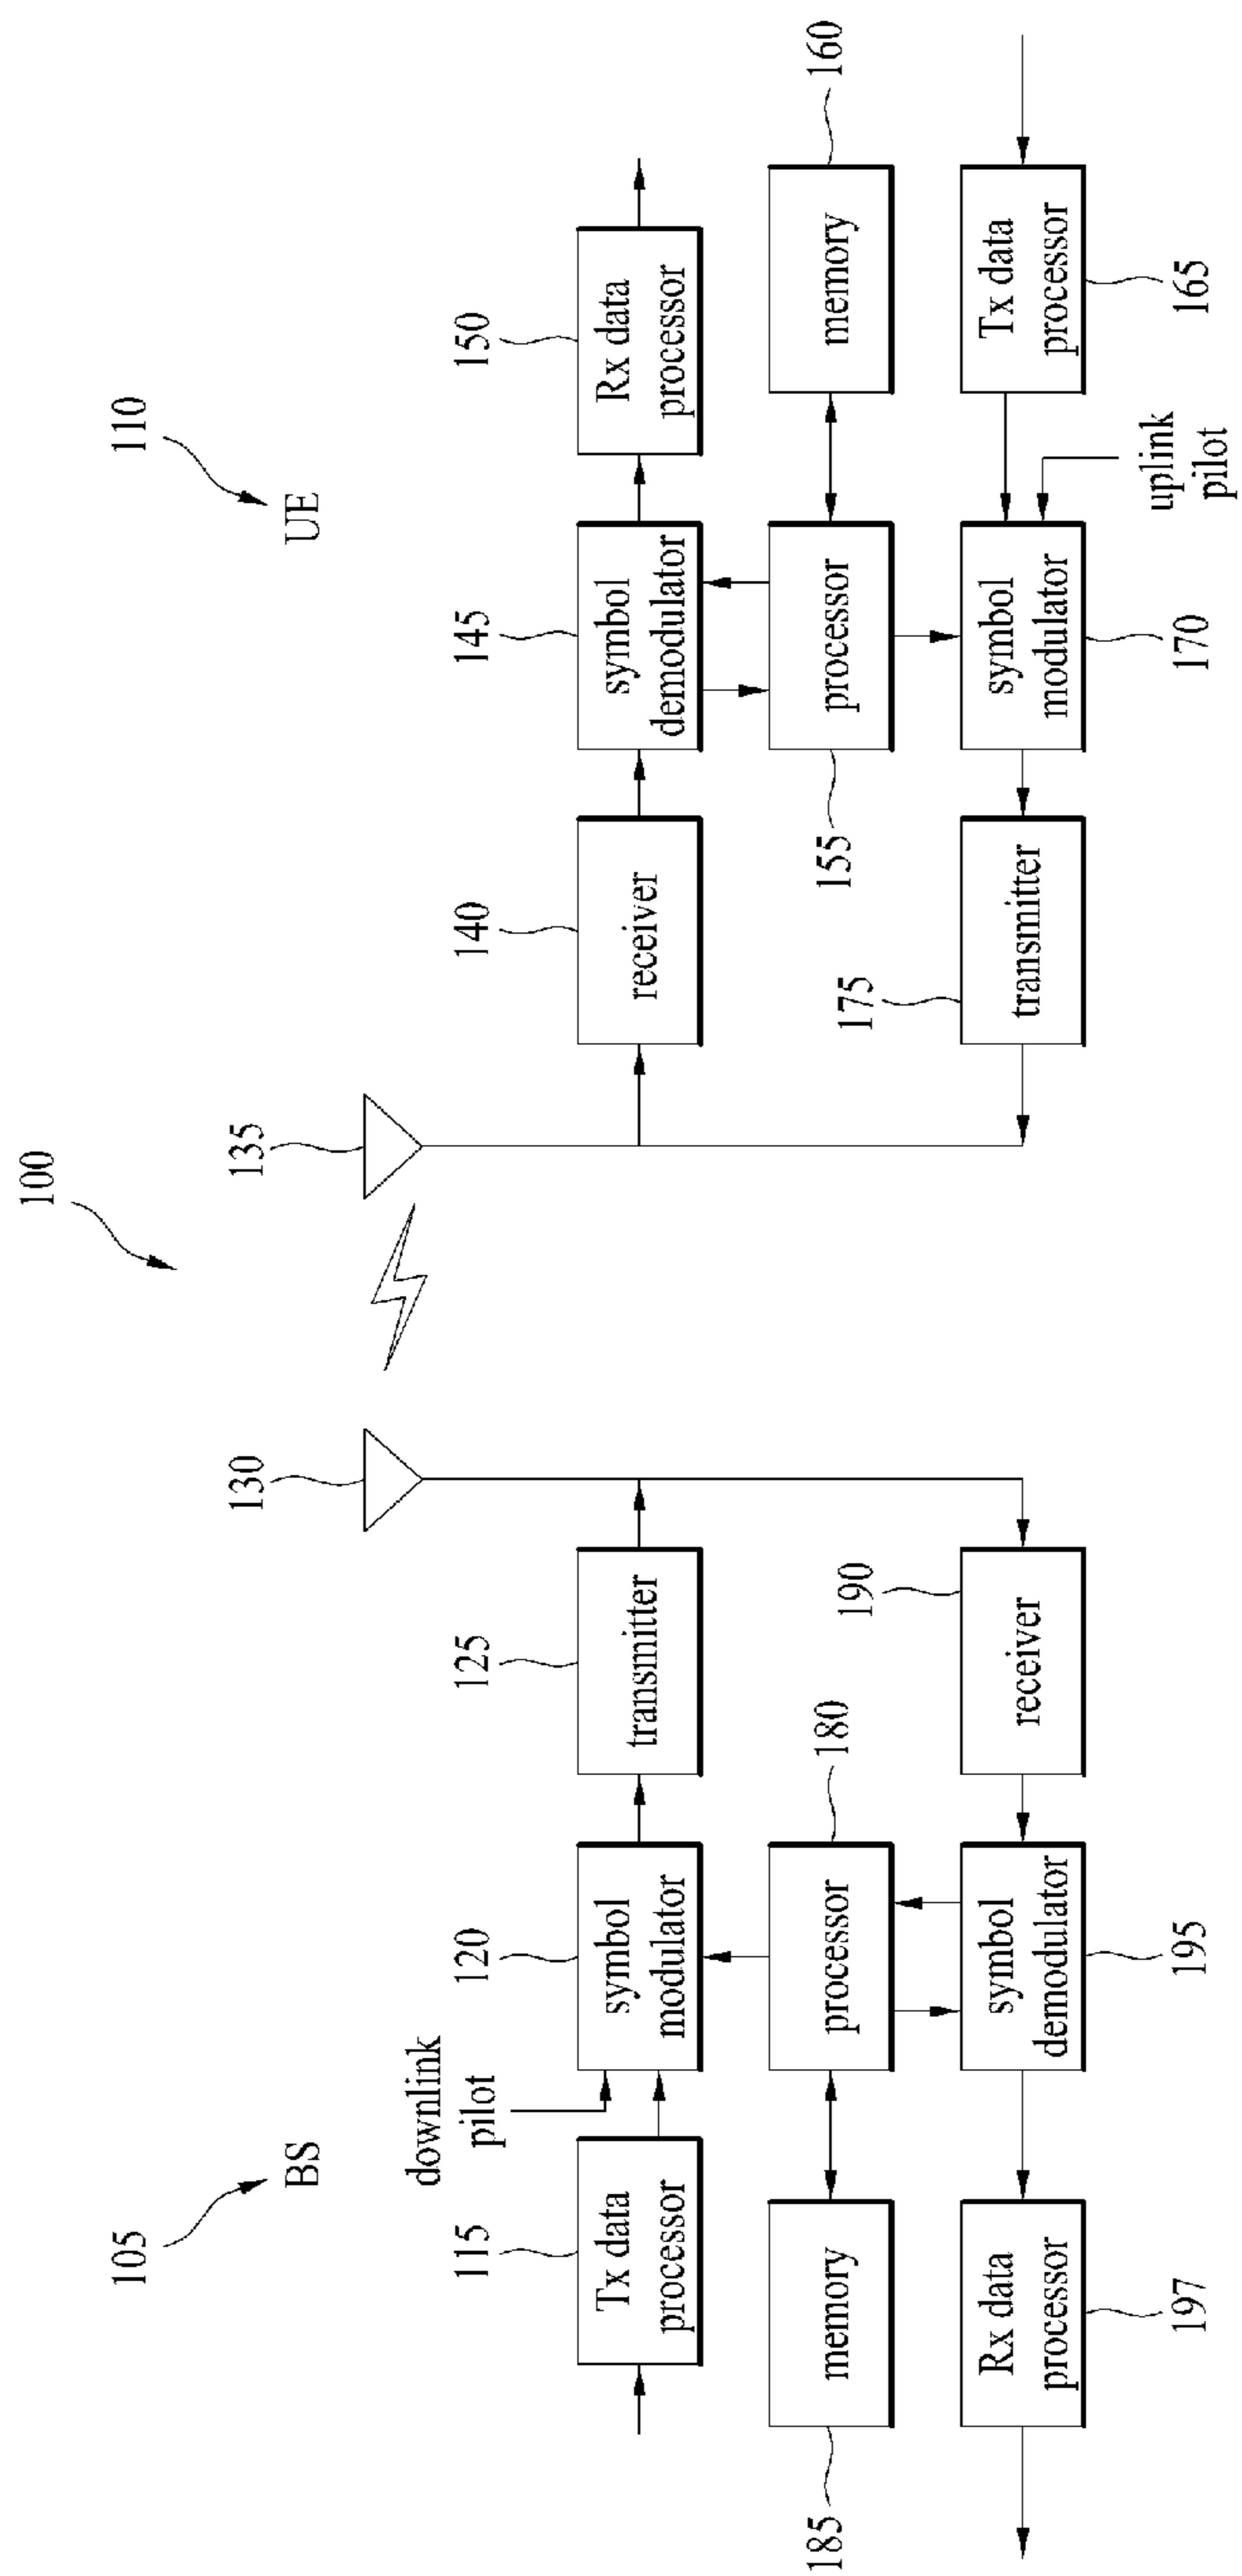 100
105
BS
110
UE
130
135
downlink
pilot
115
120
125
140
145
150
Tx data
processor
symbol
modulator
transmitter
receiver
symbol
demodulator
Rx data
processor
185
180
190
175
155
160
memory
processor
processor
memory
Rx data
processor
symbol
demodulator
receiver
transmitter
symbol
modulator
Tx data
processor
197
195
170
165
uplink
pilot